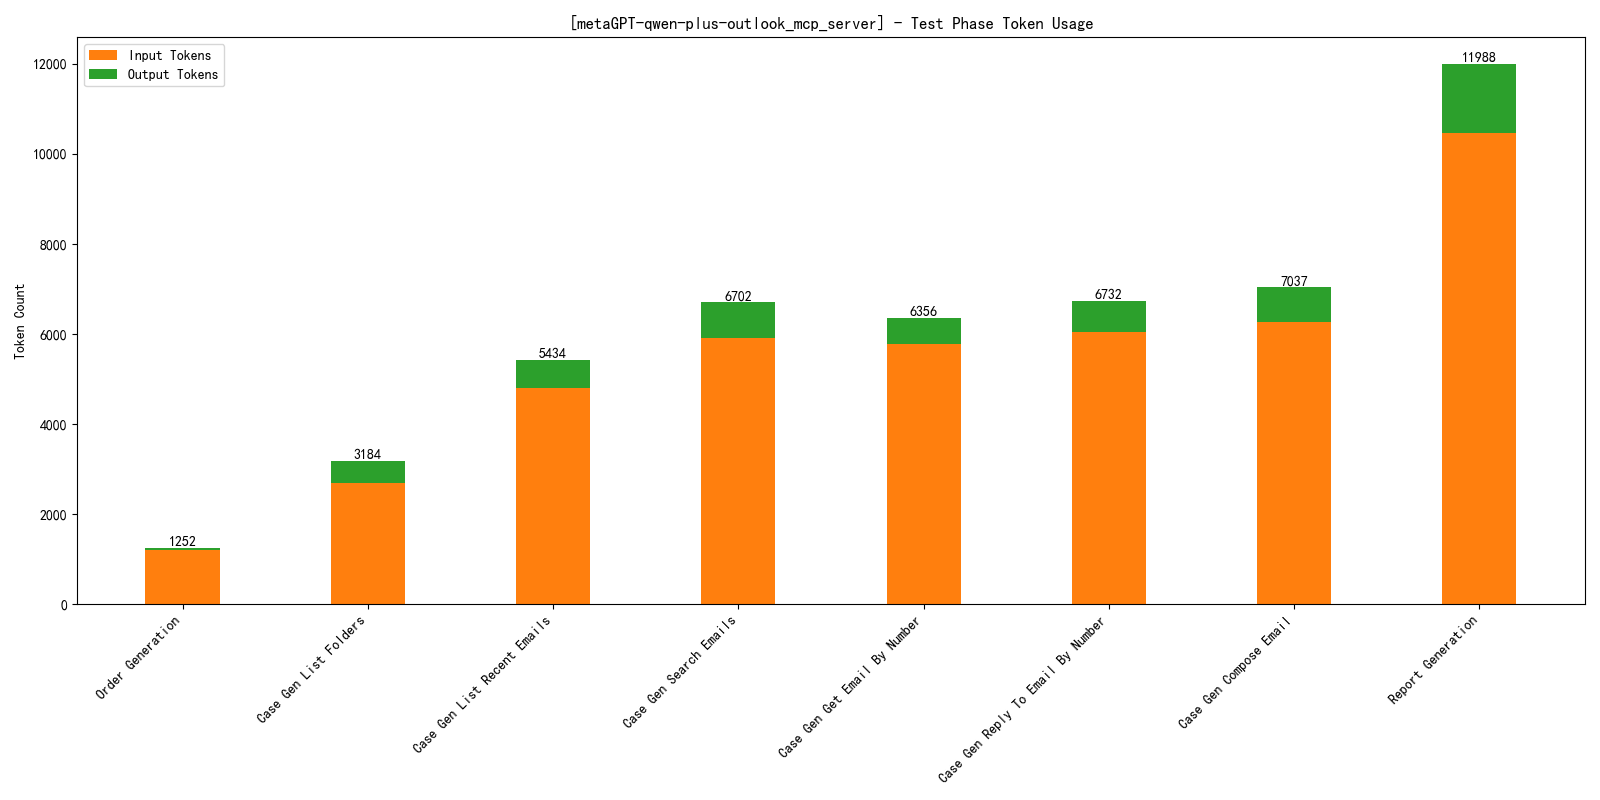 [metaGPT-qwen-plus-outlook_mcp_server] - Test Phase Token Usage
Input Tokens
Output Tokens
Token Count
12000
10000
8000
6000
4000
2000
0
1252
3184
5434
6702
6356
6732
7037
11988
Order Generation
Case Gen List Folders
Case Gen List Recent Emails
Case Gen Search Emails
Case Gen Get Email By Number
Case Gen Reply To Email By Number
Case Gen Compose Email
Report Generation